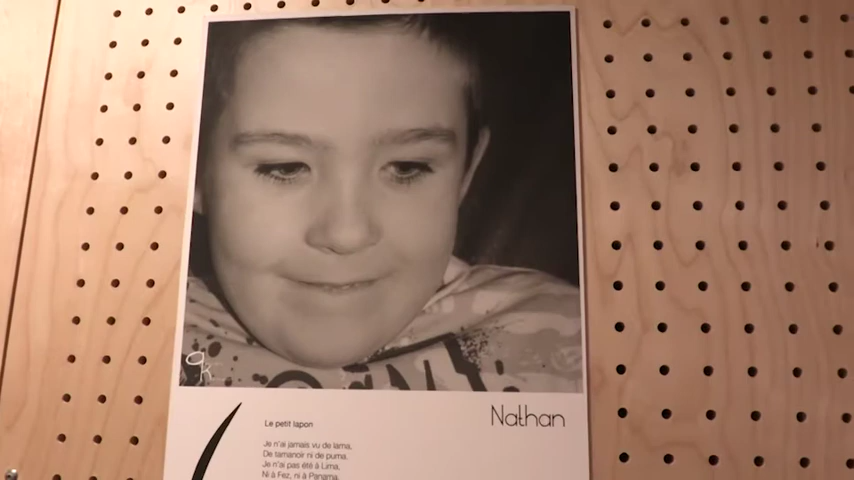 Nathan
Le petit lapon
Je n'ai jamais vu de lama,
De tamanoir ni de puma,
Je n'ai pas été à Lima,
Ni à Fez, ni à Panama.